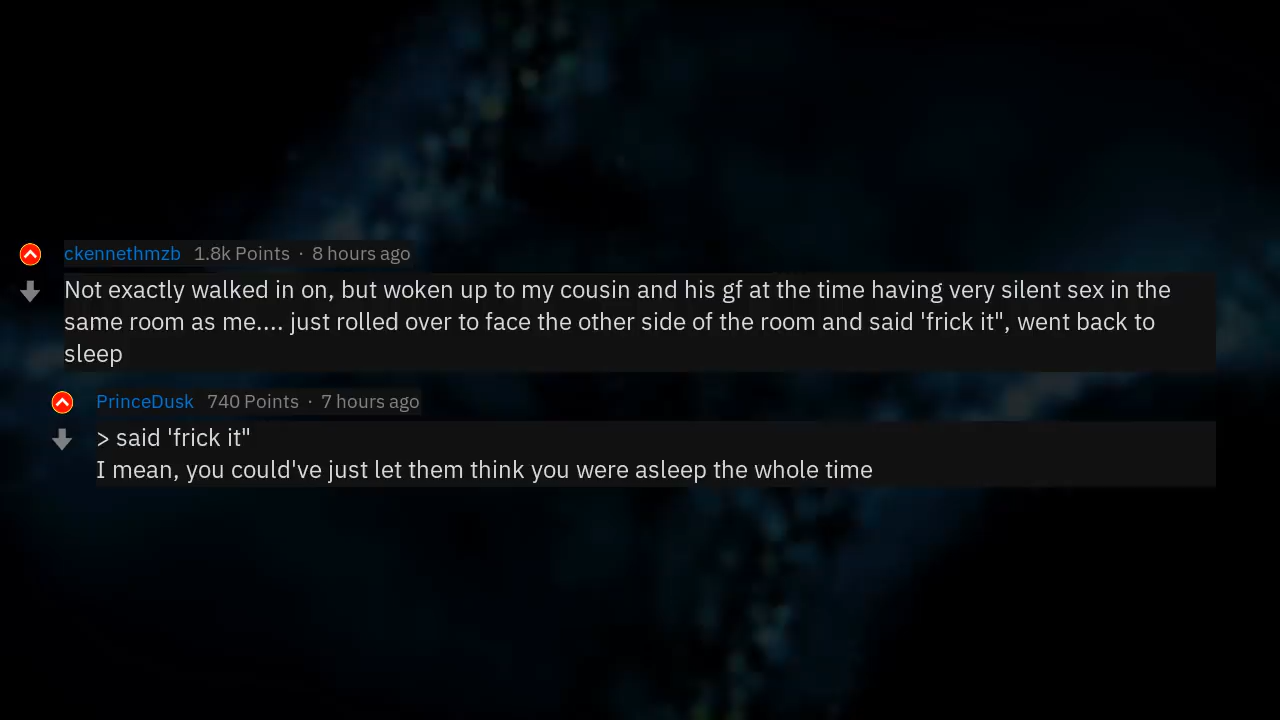 ckennethmzb 1.8k Points · 8 hours ago
Not exactly walked in on, but woken up to my cousin and his gf at the time having very silent sex in the
same room as me.... just rolled over to face the other side of the room and said 'frick it", went back to
sleep
PrinceDusk 740 Points · 7 hours ago
> said 'frick it"
I mean, you could've just let them think you were asleep the whole time